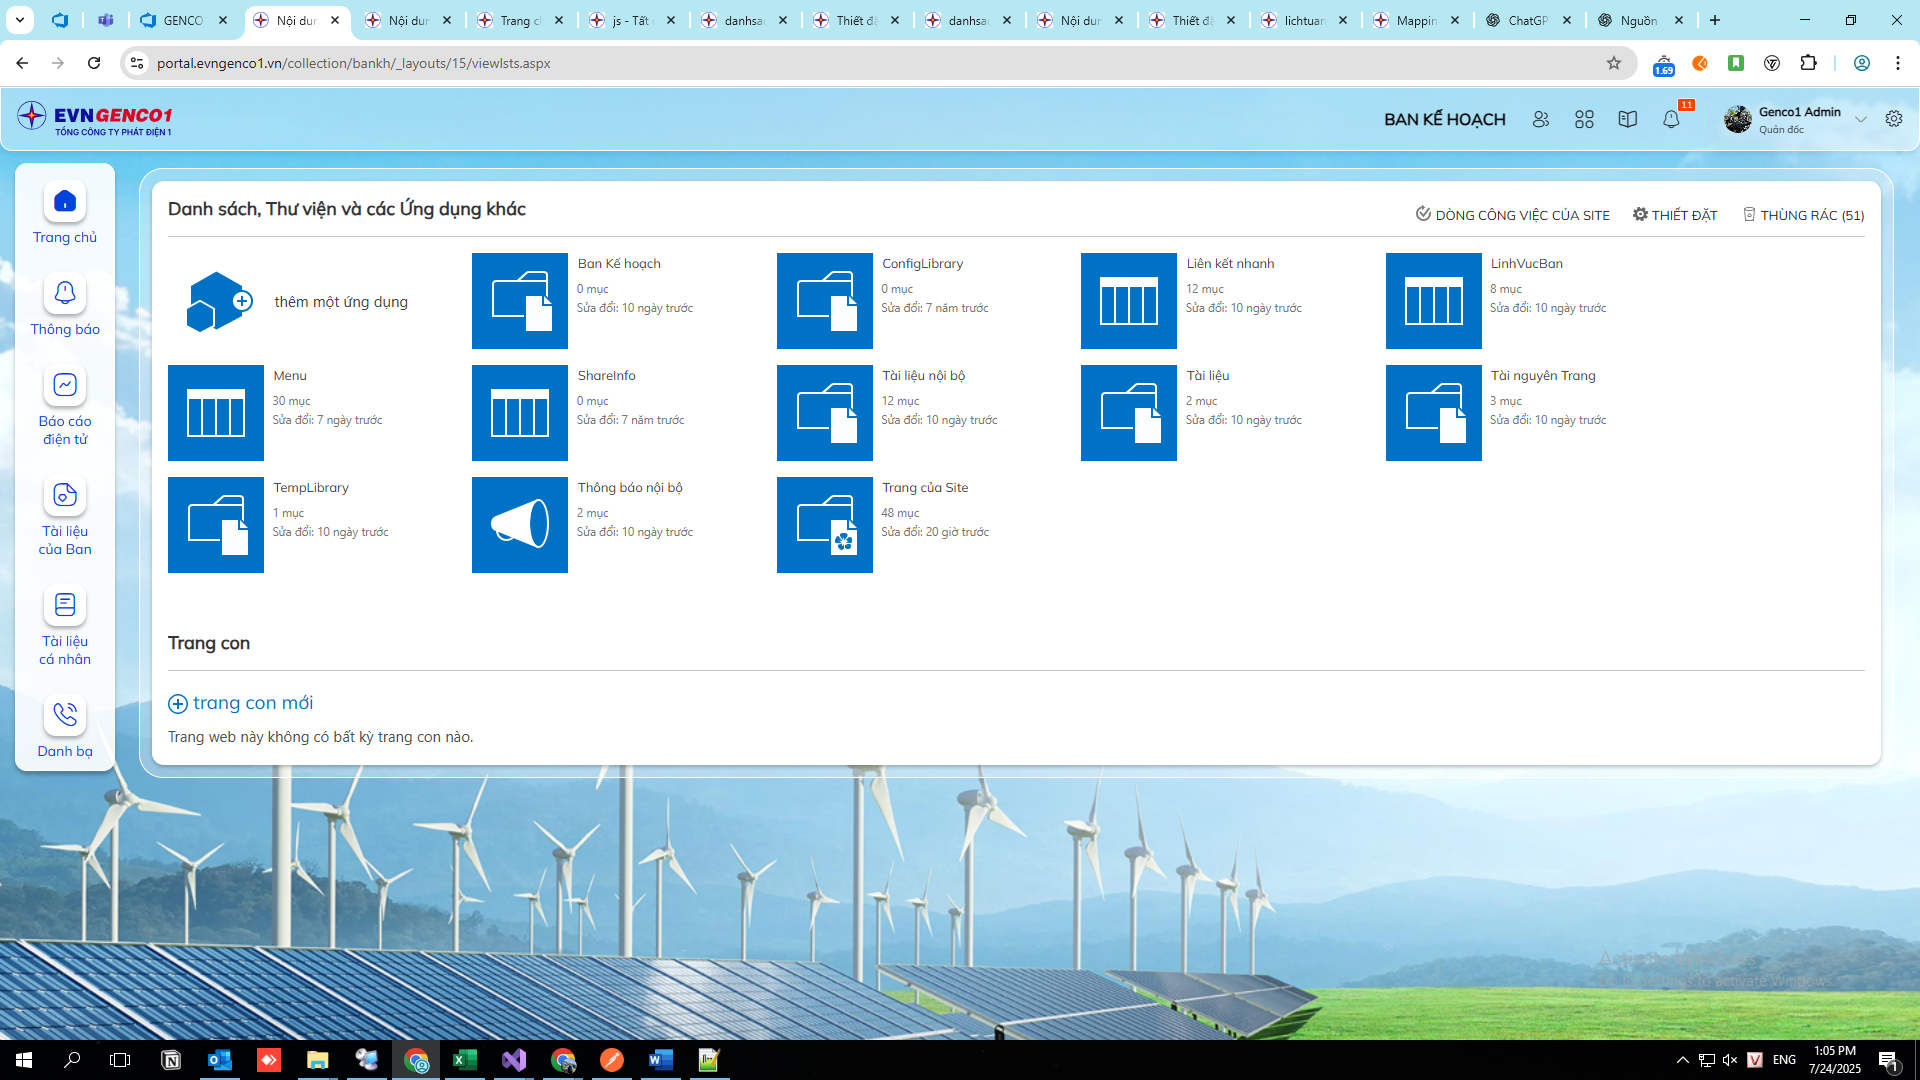 GENCO
Nội dun
Nội dun
Trang ch
js - Tất c
danhsac
Thiết đặ
danhsac
Nội dun
Thiết đặ
lichtuan
Mappin
ChatGP
Nguồn
portal.evngenco1.vn/collection/bankh/_layouts/15/viewlsts.aspx
1.69
EVNGENCO1
TỔNG CÔNG TY PHÁT ĐIỆN 1
BAN KẾ HOẠCH
11
Genco1 Admin
Quản đốc
Trang chủ
Thông báo
Báo cáo
điện tử
Tài liệu
của Ban
Tài liệu
cá nhân
Danh bạ
Danh sách, Thư viện và các Ứng dụng khác
DÒNG CÔNG VIỆC CỦA SITE
THIẾT ĐẶT
THÙNG RÁC (51)
thêm một ứng dụng
Ban Kế hoạch
0 mục
Sửa đổi: 10 ngày trước
ConfigLibrary
0 mục
Sửa đổi: 7 năm trước
Liên kết nhanh
12 mục
Sửa đổi: 10 ngày trước
LinhVucBan
8 mục
Sửa đổi: 10 ngày trước
Menu
30 mục
Sửa đổi: 7 ngày trước
ShareInfo
0 mục
Sửa đổi: 7 năm trước
Tài liệu nội bộ
12 mục
Sửa đổi: 10 ngày trước
Tài liệu
2 mục
Sửa đổi: 10 ngày trước
Tài nguyên Trang
3 mục
Sửa đổi: 10 ngày trước
TempLibrary
1 mục
Sửa đổi: 10 ngày trước
Thông báo nội bộ
2 mục
Sửa đổi: 10 ngày trước
Trang của Site
48 mục
Sửa đổi: 20 giờ trước
Trang con
trang con mới
Trang web này không có bất kỳ trang con nào.
Activate Windows
Go to Settings to activate Windows.
ENG
1:05 PM
7/24/2025
1